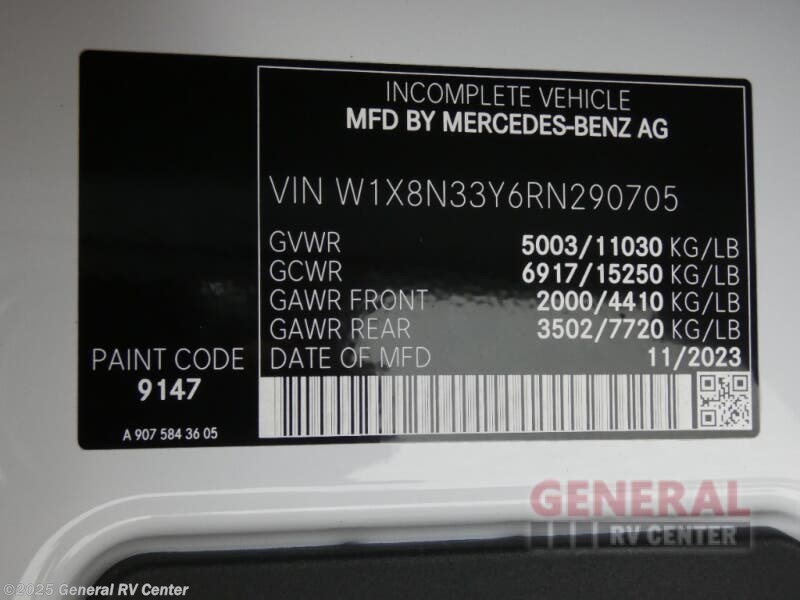 INCOMPLETE VEHICLE
MFD BY MERCEDES-BENZ AG
VIN W1X8N33Y6RN290705
GVWR 5003/11030 KG/LB
GCWR 6917/15250 KG/LB
GAWR FRONT 2000/4410 KG/LB
GAWR REAR 3502/7720 KG/LB
DATE OF MFD 11/2023
PAINT CODE
9147
A 907 584 36 05
GENERAL
RV CENTER
©2025 General RV Center